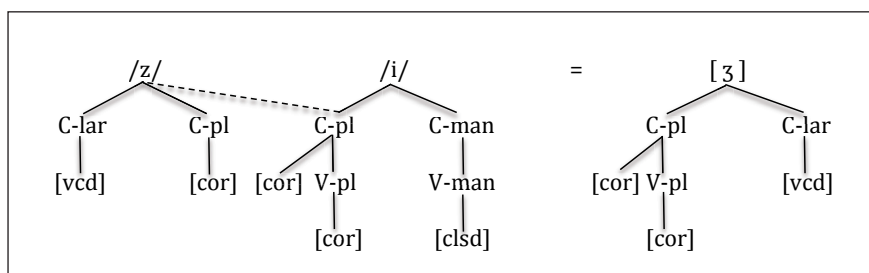 /z/ /i/ = [ ʒ ]
C-lar C-pl C-pl C-man C-pl C-lar
[vcd] [cor] [cor] V-pl V-man [cor] V-pl [vcd]
[cor] [clsd] [cor]